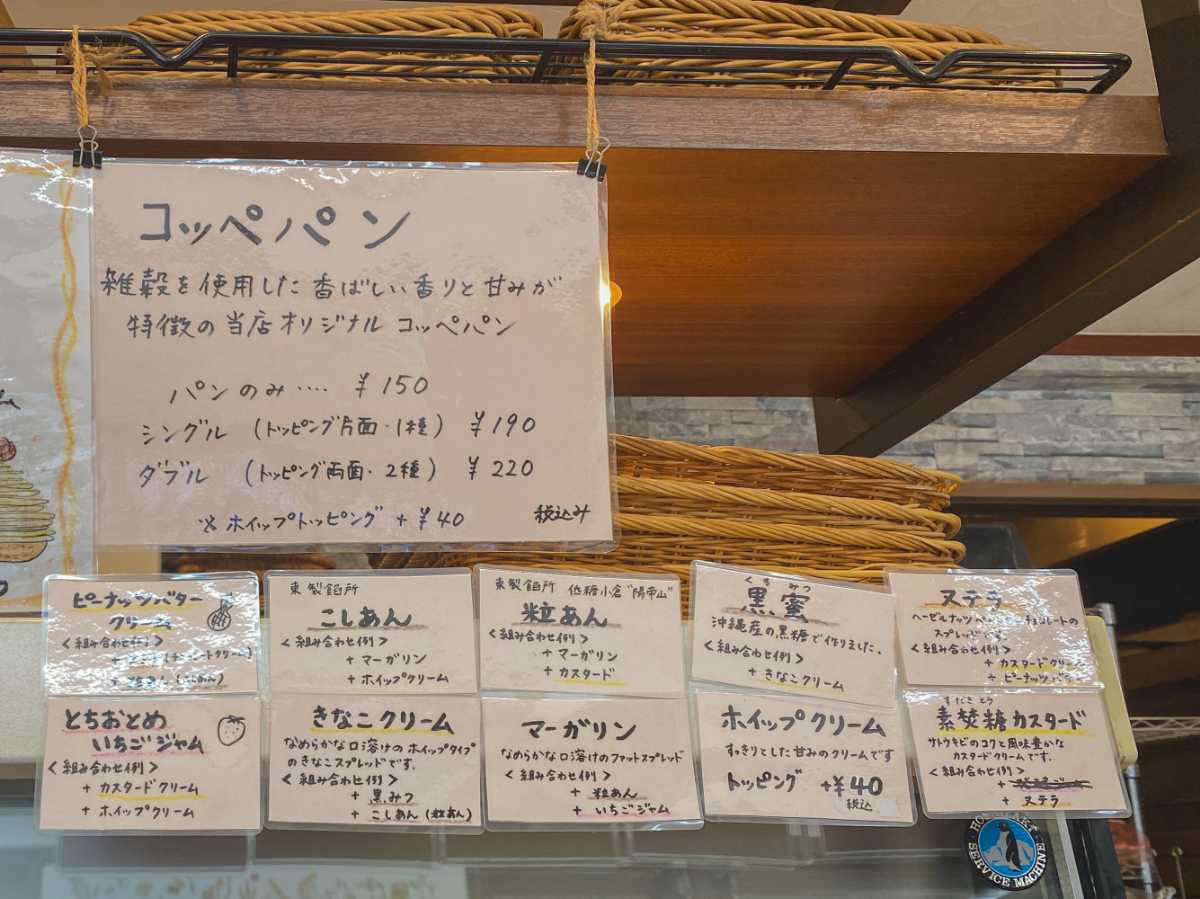 コッペパン
雑穀を使用した香ばしい香りと甘みが
特徴の当店オリジナル コッペパン
パンのみ‥‥ ¥150
シングル (トッピング片面・1種) ¥190
ダブル (トッピング両面・2種) ¥220
※ホイップトッピング +¥40 税込み
ピーナッツバター
クリーム
<組み合わせ例>
東製餡所
こしあん
<組み合わせ例>
+ マーガリン
+ ホイップクリーム
東製餡所 低糖小倉
粒あん
<組み合わせ例>
+ マーガリン
+ カスタード
くろみつ
黒蜜
沖縄産の黒糖で作りました.
<組み合わせ例>
+ きなこクリーム
ヌテラ
ヘーゼルナッツ
スプレッドです.
<組み合わせ例>
+ カスタードクリーム
+ ピーナッツバター
とちおとめ
いちごジャム
<組み合わせ例>
+ カスタードクリーム
+ ホイップクリーム
きなこクリーム
なめらかな口溶けのホイップタイプ
のきなこスプレッドです.
<組み合わせ例>
+ 黒みつ
+ こしあん(粒あん)
マーガリン
なめらかな口溶けのファットスプレッド
<組み合わせ例>
+ 粒あん
+ いちごジャム
ホイップクリーム
すっきりとした甘みのクリームです
トッピング +¥40
税込
すだきとう
素焚糖カスタード
サトウキビのコクと風味豊かな
カスタードクリームです.
<組み合わせ例>
+ ヌテラ
SERVICE MACHINE